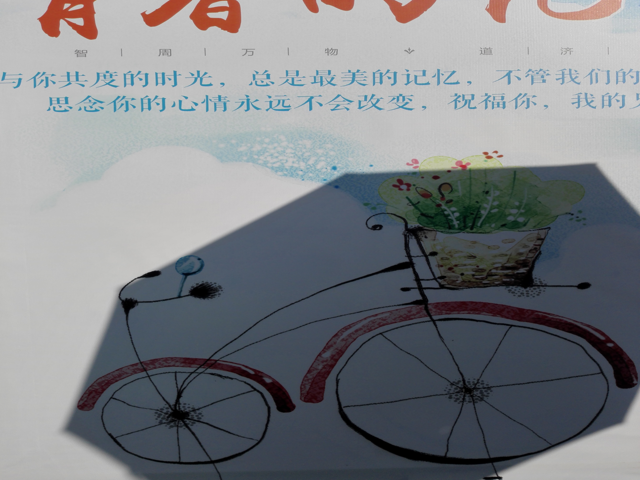 智 | 周 | 万 | 物 | 道 | 济
与你共度的时光，总是最美的记忆，不管我们的
思念你的心情永远不会改变，祝福你，我的